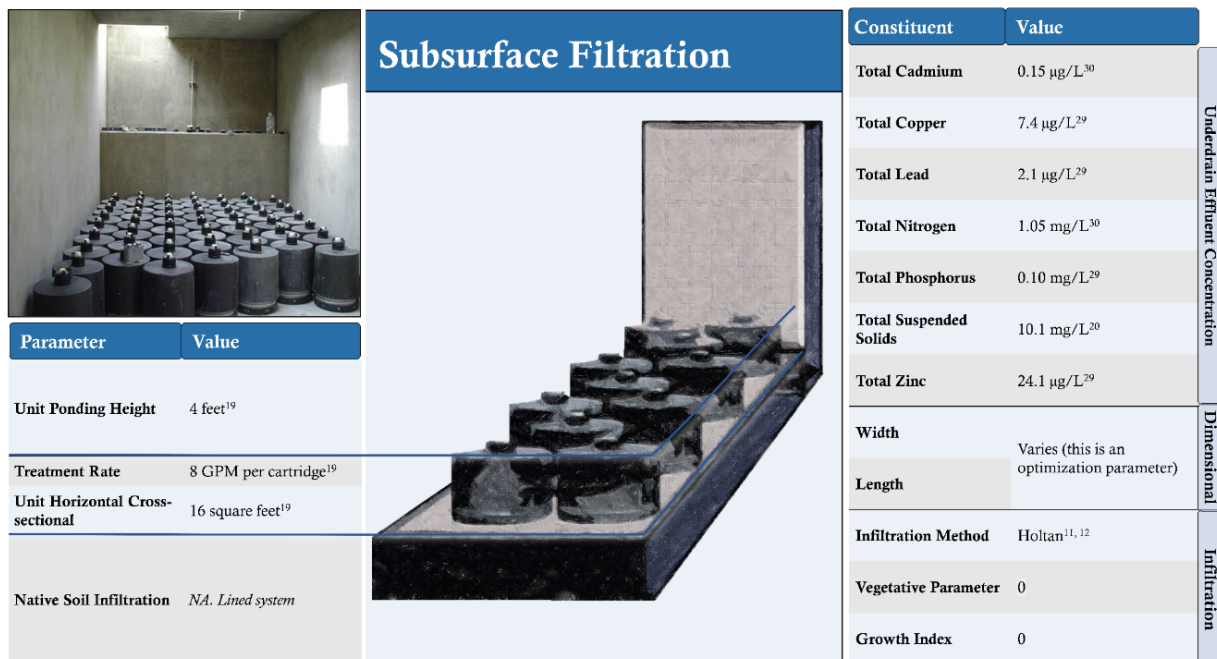 Subsurface Filtration
Parameter Value
Unit Ponding Height 4 feet19
Treatment Rate 8 GPM per cartridge19
Unit Horizontal Cross-
sectional 16 square feet19
Native Soil Infiltration NA. Lined system
Constituent Value
Total Cadmium 0.15 µg/L30
Total Copper 7.4 µg/L29
Total Lead 2.1 µg/L29
Total Nitrogen 1.05 mg/L30
Total Phosphorus 0.10 mg/L29
Total Suspended
Solids 10.1 mg/L20
Total Zinc 24.1 µg/L29
Underdrain Effluent Concentration
Width
Length
Varies (this is an
optimization parameter)
Dimensional
Infiltration Method Holtan11, 12
Vegetative Parameter 0
Growth Index 0
Infiltration